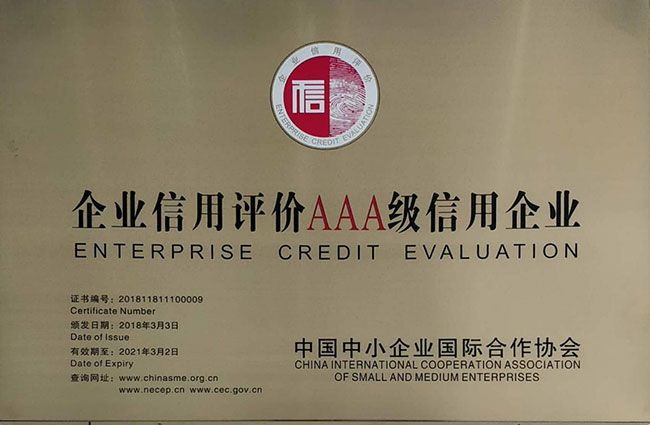 企业信用评价
信
ENTERPRISE CREDIT EVALUATION
企业信用评价AAA级信用企业
ENTERPRISE CREDIT EVALUATION
证书编号：201811811100009
Certificate Number
颁发日期：2018年3月3日
Date of Issue
有效期至：2021年3月2日
Date of Expiry
查询网址：www.chinasme.org.cn
www.necep.cn www.cec.gov.cn
中国中小企业国际合作协会
CHINA INTERNATIONAL COOPERATION ASSOCIATION
OF SMALL AND MEDIUM ENTERPRISES